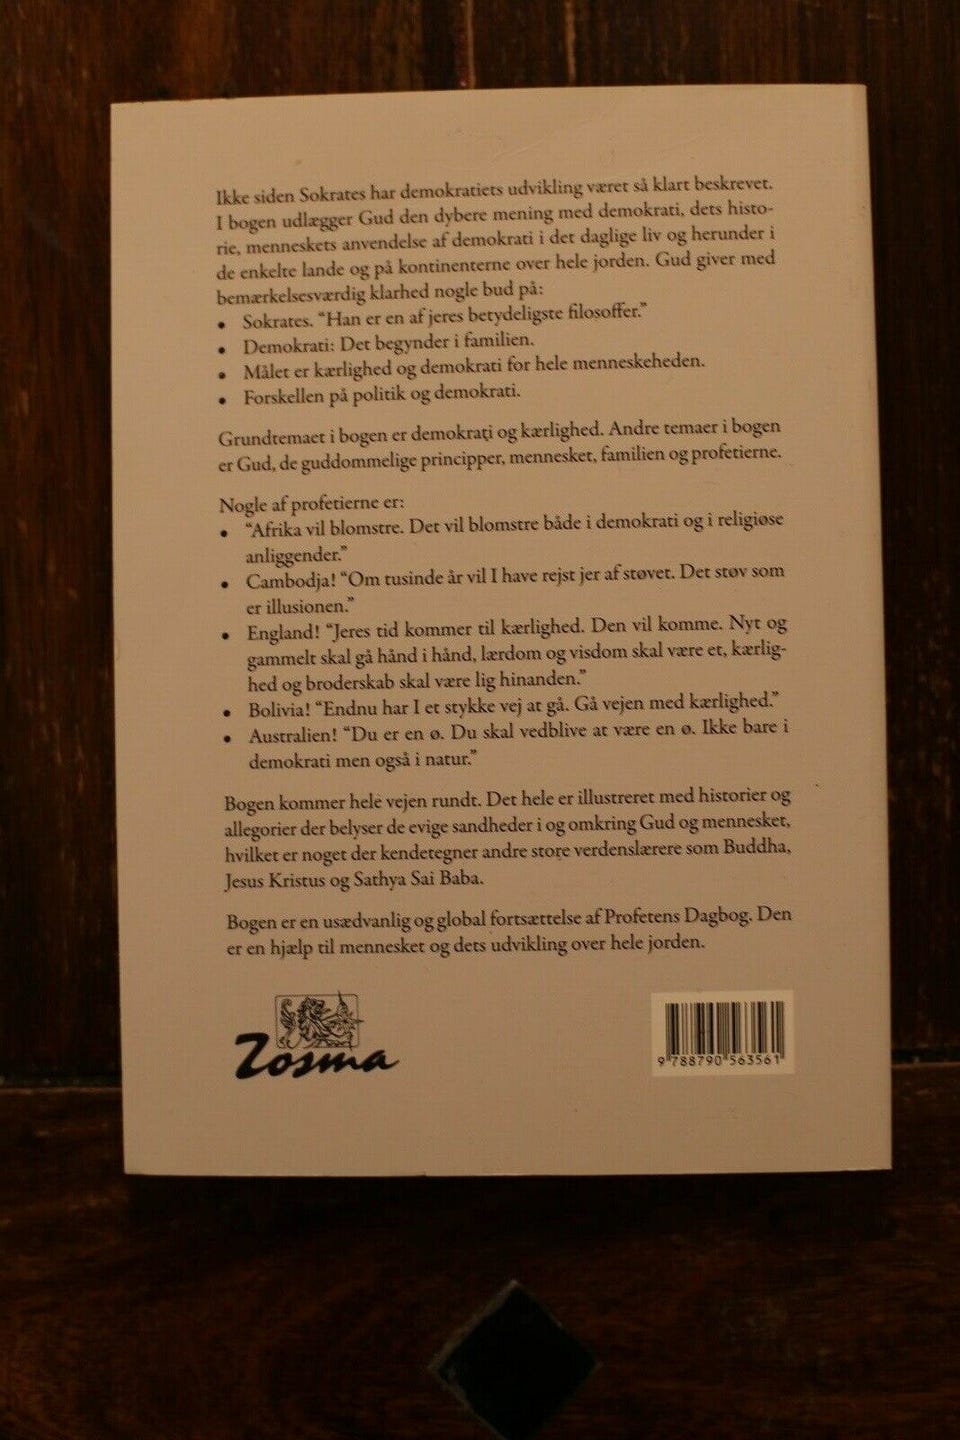 Ikke siden Sokrates har demokratiets udvikling været så klart beskrevet.
I bogen udlægger Gud den dybere mening med demokrati, dets histo-
rie, menneskets anvendelse af demokrati i det daglige liv og herunder i
de enkelte lande og på kontinenterne over hele jorden. Gud giver med
bemærkelsesværdig klarhed nogle bud på:
• Sokrates. “Han er en af jeres betydeligste filosoffer.”
• Demokrati: Det begynder i familien.
• Målet er kærlighed og demokrati for hele menneskeheden.
• Forskellen på politik og demokrati.
Grundtemaet i bogen er demokrati og kærlighed. Andre temaer i bogen
er Gud, de guddommelige principper, mennesket, familien og profetierne.
Nogle af profetierne er:
• “Afrika vil blomstre. Det vil blomstre både i demokrati og i religiøse
anliggender.”
• Cambodja! “Om tusinde år vil I have rejst jer af støvet. Det støv som
er illusionen.”
• England! “Jeres tid kommer til kærlighed. Den vil komme. Nyt og
gammelt skal gå hånd i hånd, lærdom og visdom skal være et, kærlig-
hed og broderskab skal være lig hinanden.”
• Bolivia! “Endnu har I et stykke vej at gå. Gå vejen med kærlighed.”
• Australien! “Du er en ø. Du skal vedblive at være en ø. Ikke bare i
demokrati men også i natur.”
Bogen kommer hele vejen rundt. Det hele er illustreret med historier og
allegorier der belyser de evige sandheder i og omkring Gud og mennesket,
hvilket er noget der kendetegner andre store verdenslærere som Buddha,
Jesus Kristus og Sathya Sai Baba.
Bogen er en usædvanlig og global fortsættelse af Profetens Dagbog. Den
er en hjælp til mennesket og dets udvikling over hele jorden.
Zosma
9 788790 563561